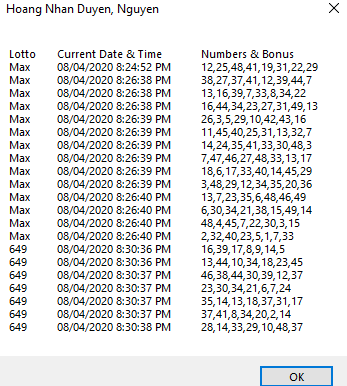 Hoang Nhan Duyen, Nguyen
Lotto Current Date & Time Numbers & Bonus
Max 08/04/2020 8:24:52 PM 12,25,48,41,19,31,22,29
Max 08/04/2020 8:26:38 PM 38,27,37,41,12,39,44,7
Max 08/04/2020 8:26:38 PM 13,16,39,7,33,8,34,22
Max 08/04/2020 8:26:38 PM 16,44,34,23,27,31,49,13
Max 08/04/2020 8:26:39 PM 26,3,5,29,10,42,43,16
Max 08/04/2020 8:26:39 PM 11,45,40,25,31,13,32,7
Max 08/04/2020 8:26:39 PM 14,24,35,41,33,30,48,3
Max 08/04/2020 8:26:39 PM 7,47,46,27,48,33,13,17
Max 08/04/2020 8:26:39 PM 18,6,17,33,40,14,45,29
Max 08/04/2020 8:26:39 PM 3,48,29,12,34,35,20,36
Max 08/04/2020 8:26:40 PM 13,7,23,35,6,48,46,49
Max 08/04/2020 8:26:40 PM 6,30,34,21,38,15,49,14
Max 08/04/2020 8:26:40 PM 48,4,45,7,22,30,3,15
Max 08/04/2020 8:26:40 PM 2,32,40,23,5,1,7,33
649 08/04/2020 8:30:36 PM 16,39,17,8,9,14,5
649 08/04/2020 8:30:36 PM 13,44,10,34,18,23,45
649 08/04/2020 8:30:37 PM 46,38,44,30,39,12,37
649 08/04/2020 8:30:37 PM 23,30,34,21,6,7,24
649 08/04/2020 8:30:37 PM 35,14,13,18,37,31,17
649 08/04/2020 8:30:37 PM 37,41,8,34,20,2,14
649 08/04/2020 8:30:38 PM 28,14,33,29,10,48,37
OK